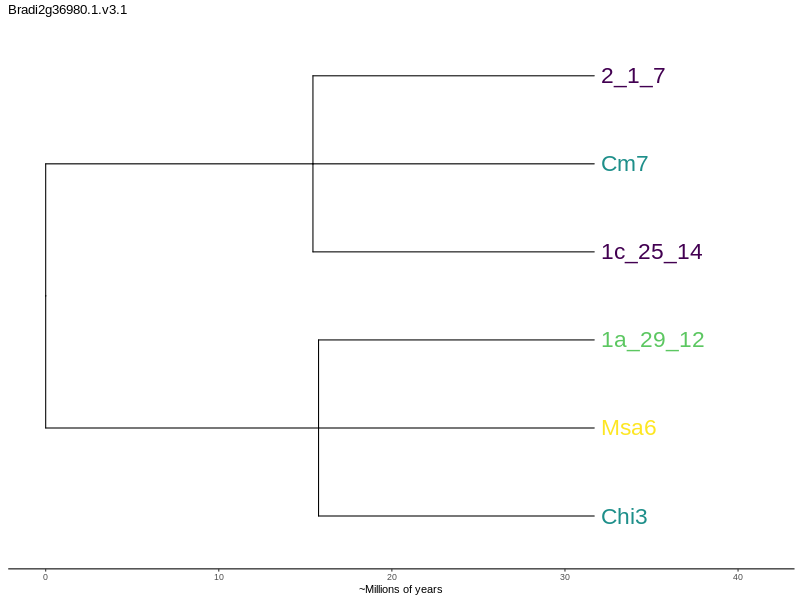 Bradi2g36980.1.v3.1
2_1_7
Cm7
1c_25_14
1a_29_12
Msa6
Chi3
0 10 20 30 40
~Millions of years